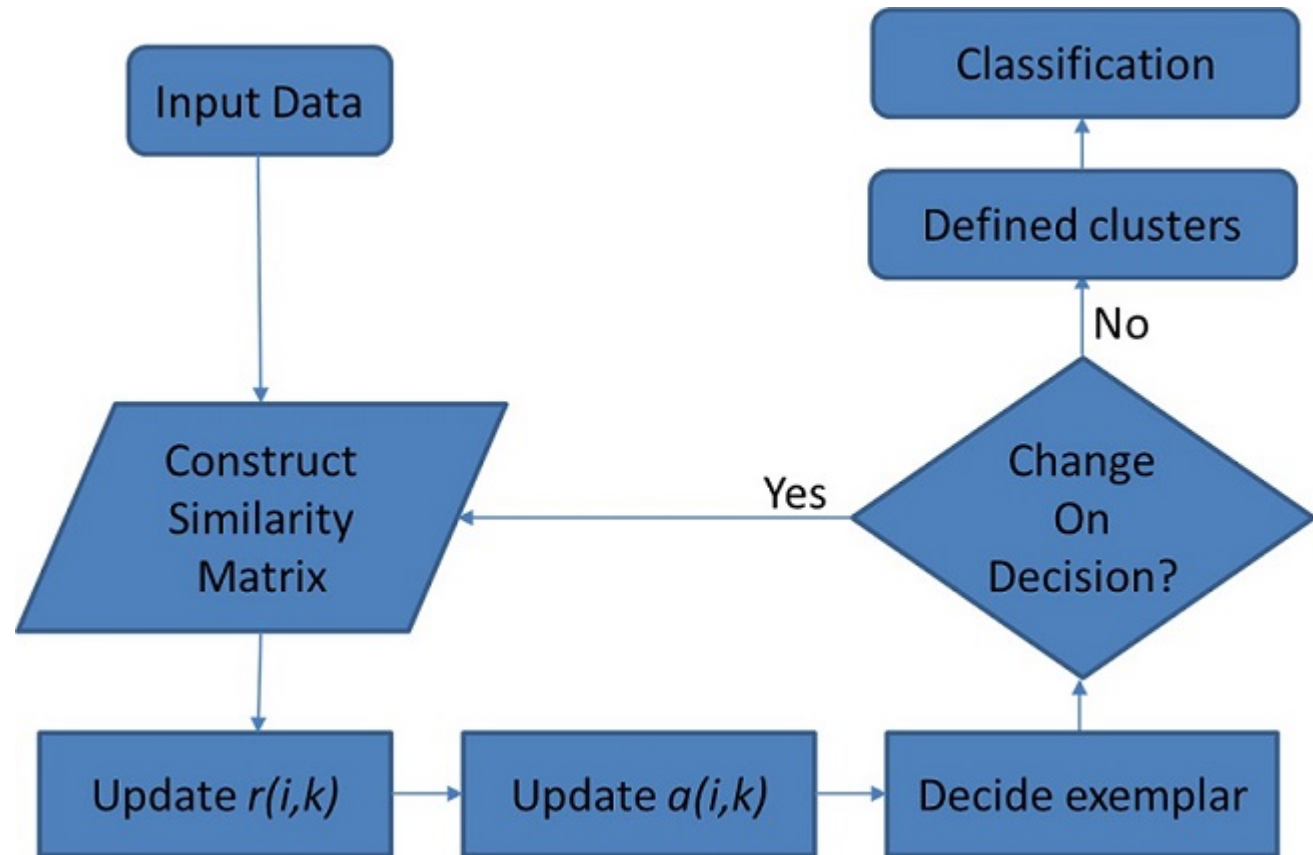 Input Data
Construct
Similarity
Matrix
Update r(i,k)
Update a(i,k)
Decide exemplar
Change
On
Decision?
Yes
No
Defined clusters
Classification